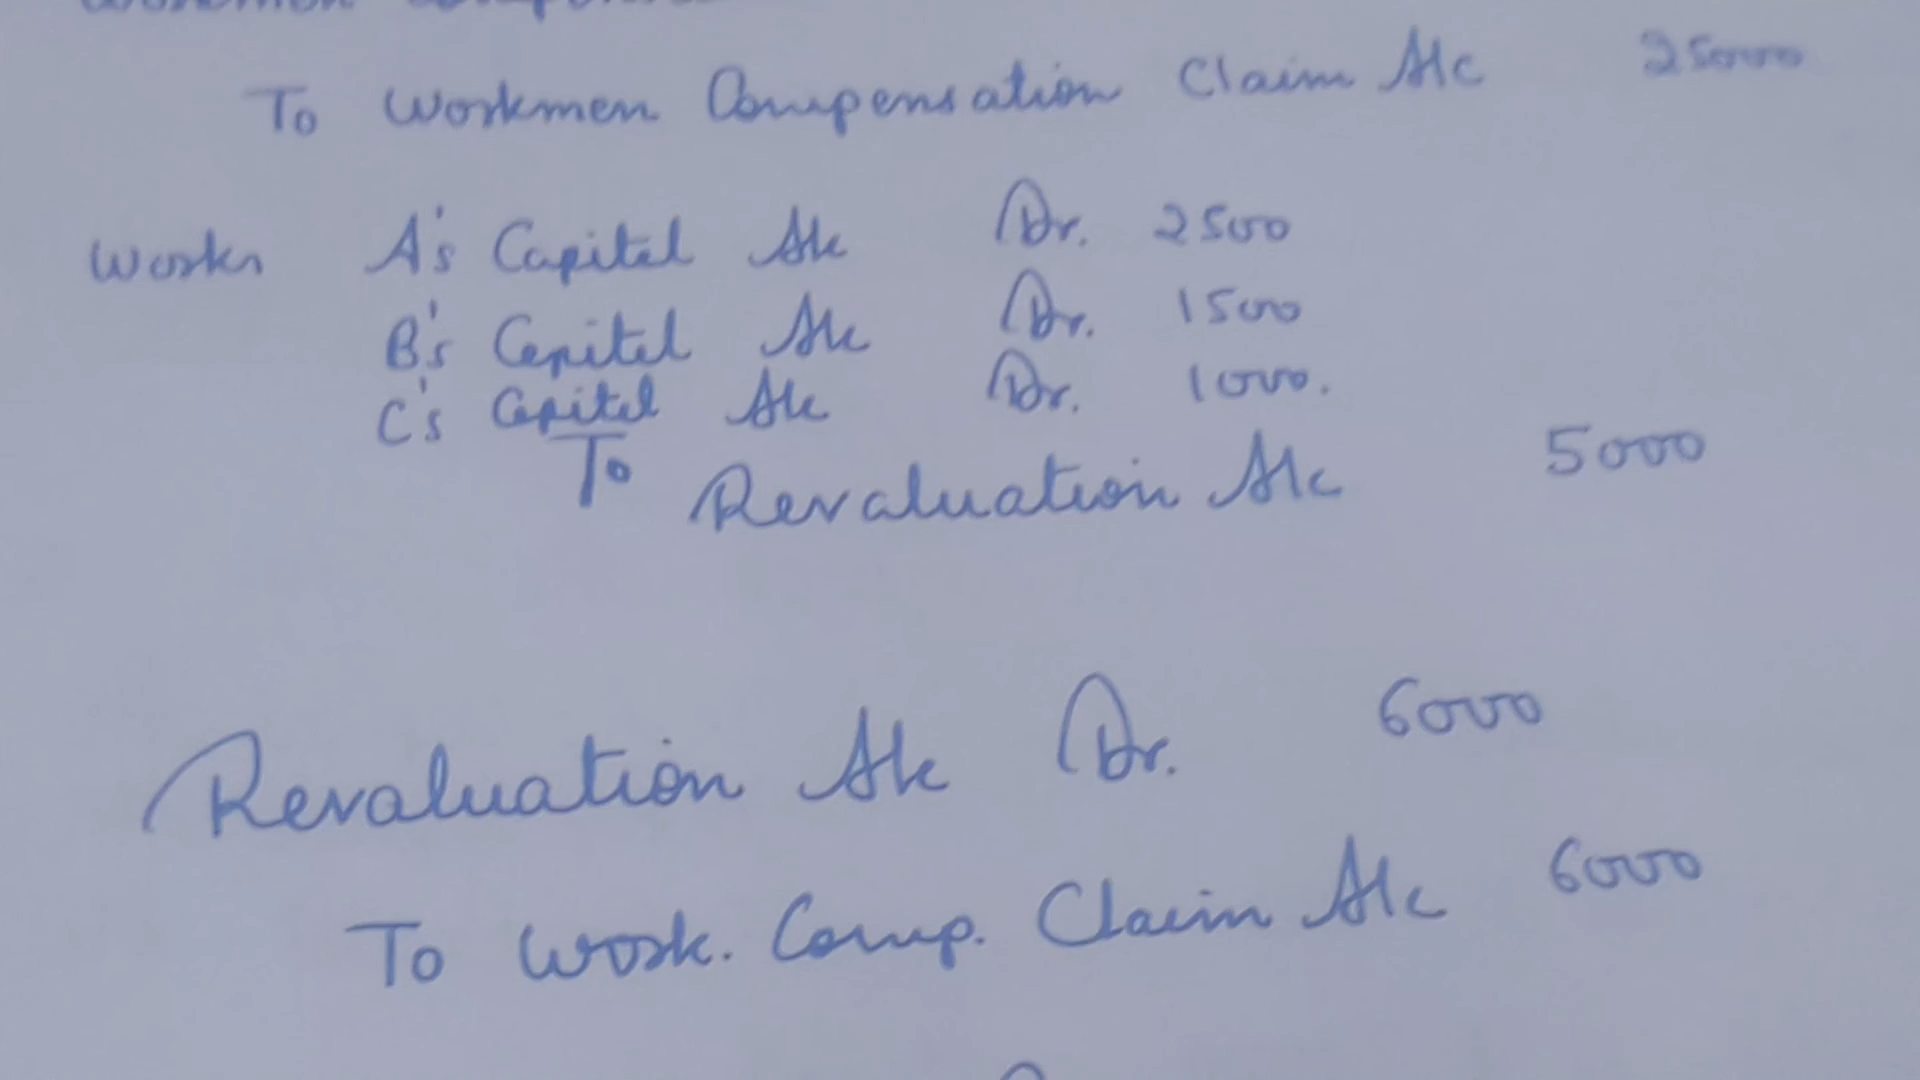 To Workmen Compensation Claim A/c 25000
Works A's Capital A/c Dr. 2500
B's Capital A/c Dr. 1500
C's Capital A/c Dr. 1000.
To Revaluation A/c 5000
Revaluation A/c Dr. 6000
To Work. Comp. Claim A/c 6000